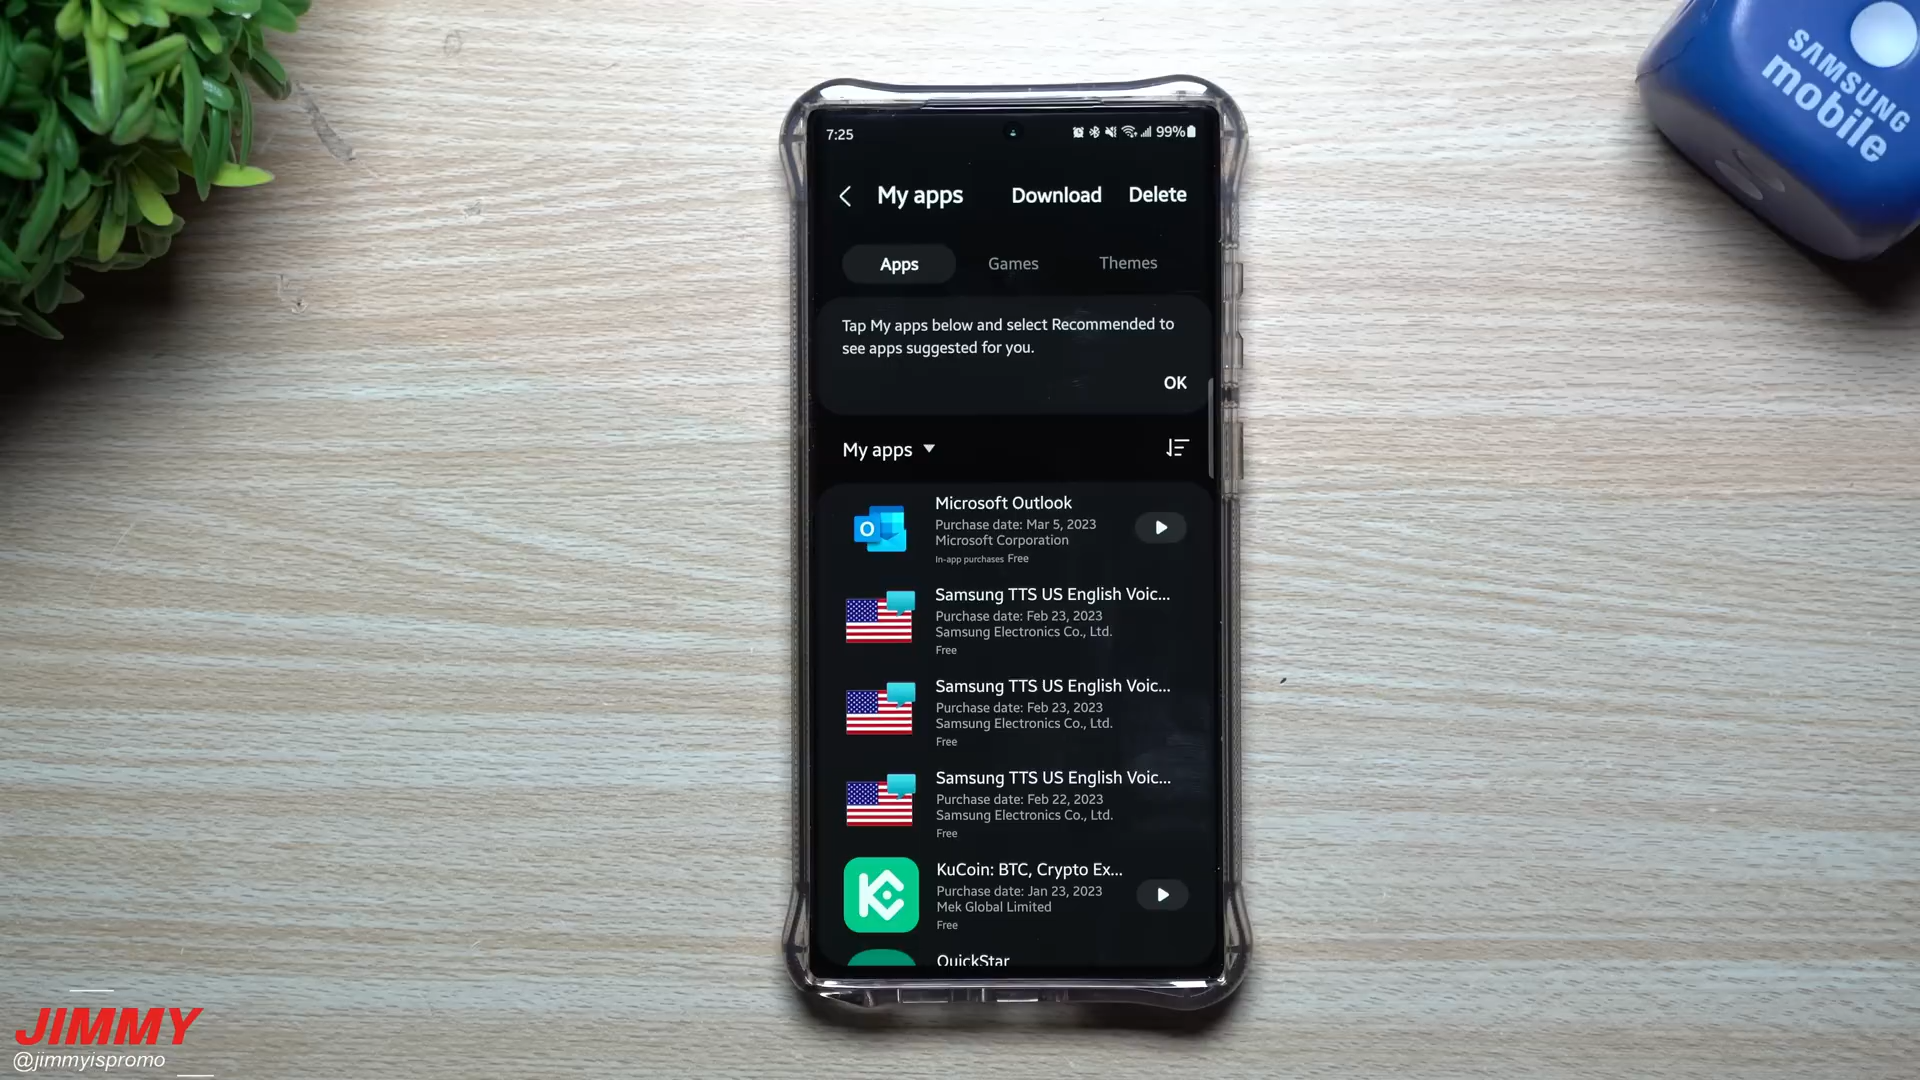 SAMSUNG
mobile
7:25
99%
My apps
Download
Delete
Apps
Games
Themes
Tap My apps below and select Recommended to
see apps suggested for you.
OK
My apps
Microsoft Outlook
Purchase date: Mar 5, 2023
Microsoft Corporation
In-app purchases Free
Samsung TTS US English Voic...
Purchase date: Feb 23, 2023
Samsung Electronics Co., Ltd.
Free
Samsung TTS US English Voic...
Purchase date: Feb 23, 2023
Samsung Electronics Co., Ltd.
Free
Samsung TTS US English Voic...
Purchase date: Feb 22, 2023
Samsung Electronics Co., Ltd.
Free
KuCoin: BTC, Crypto Ex...
Purchase date: Jan 23, 2023
Mek Global Limited
Free
QuickStar
JIMMY
@jimmyispromo